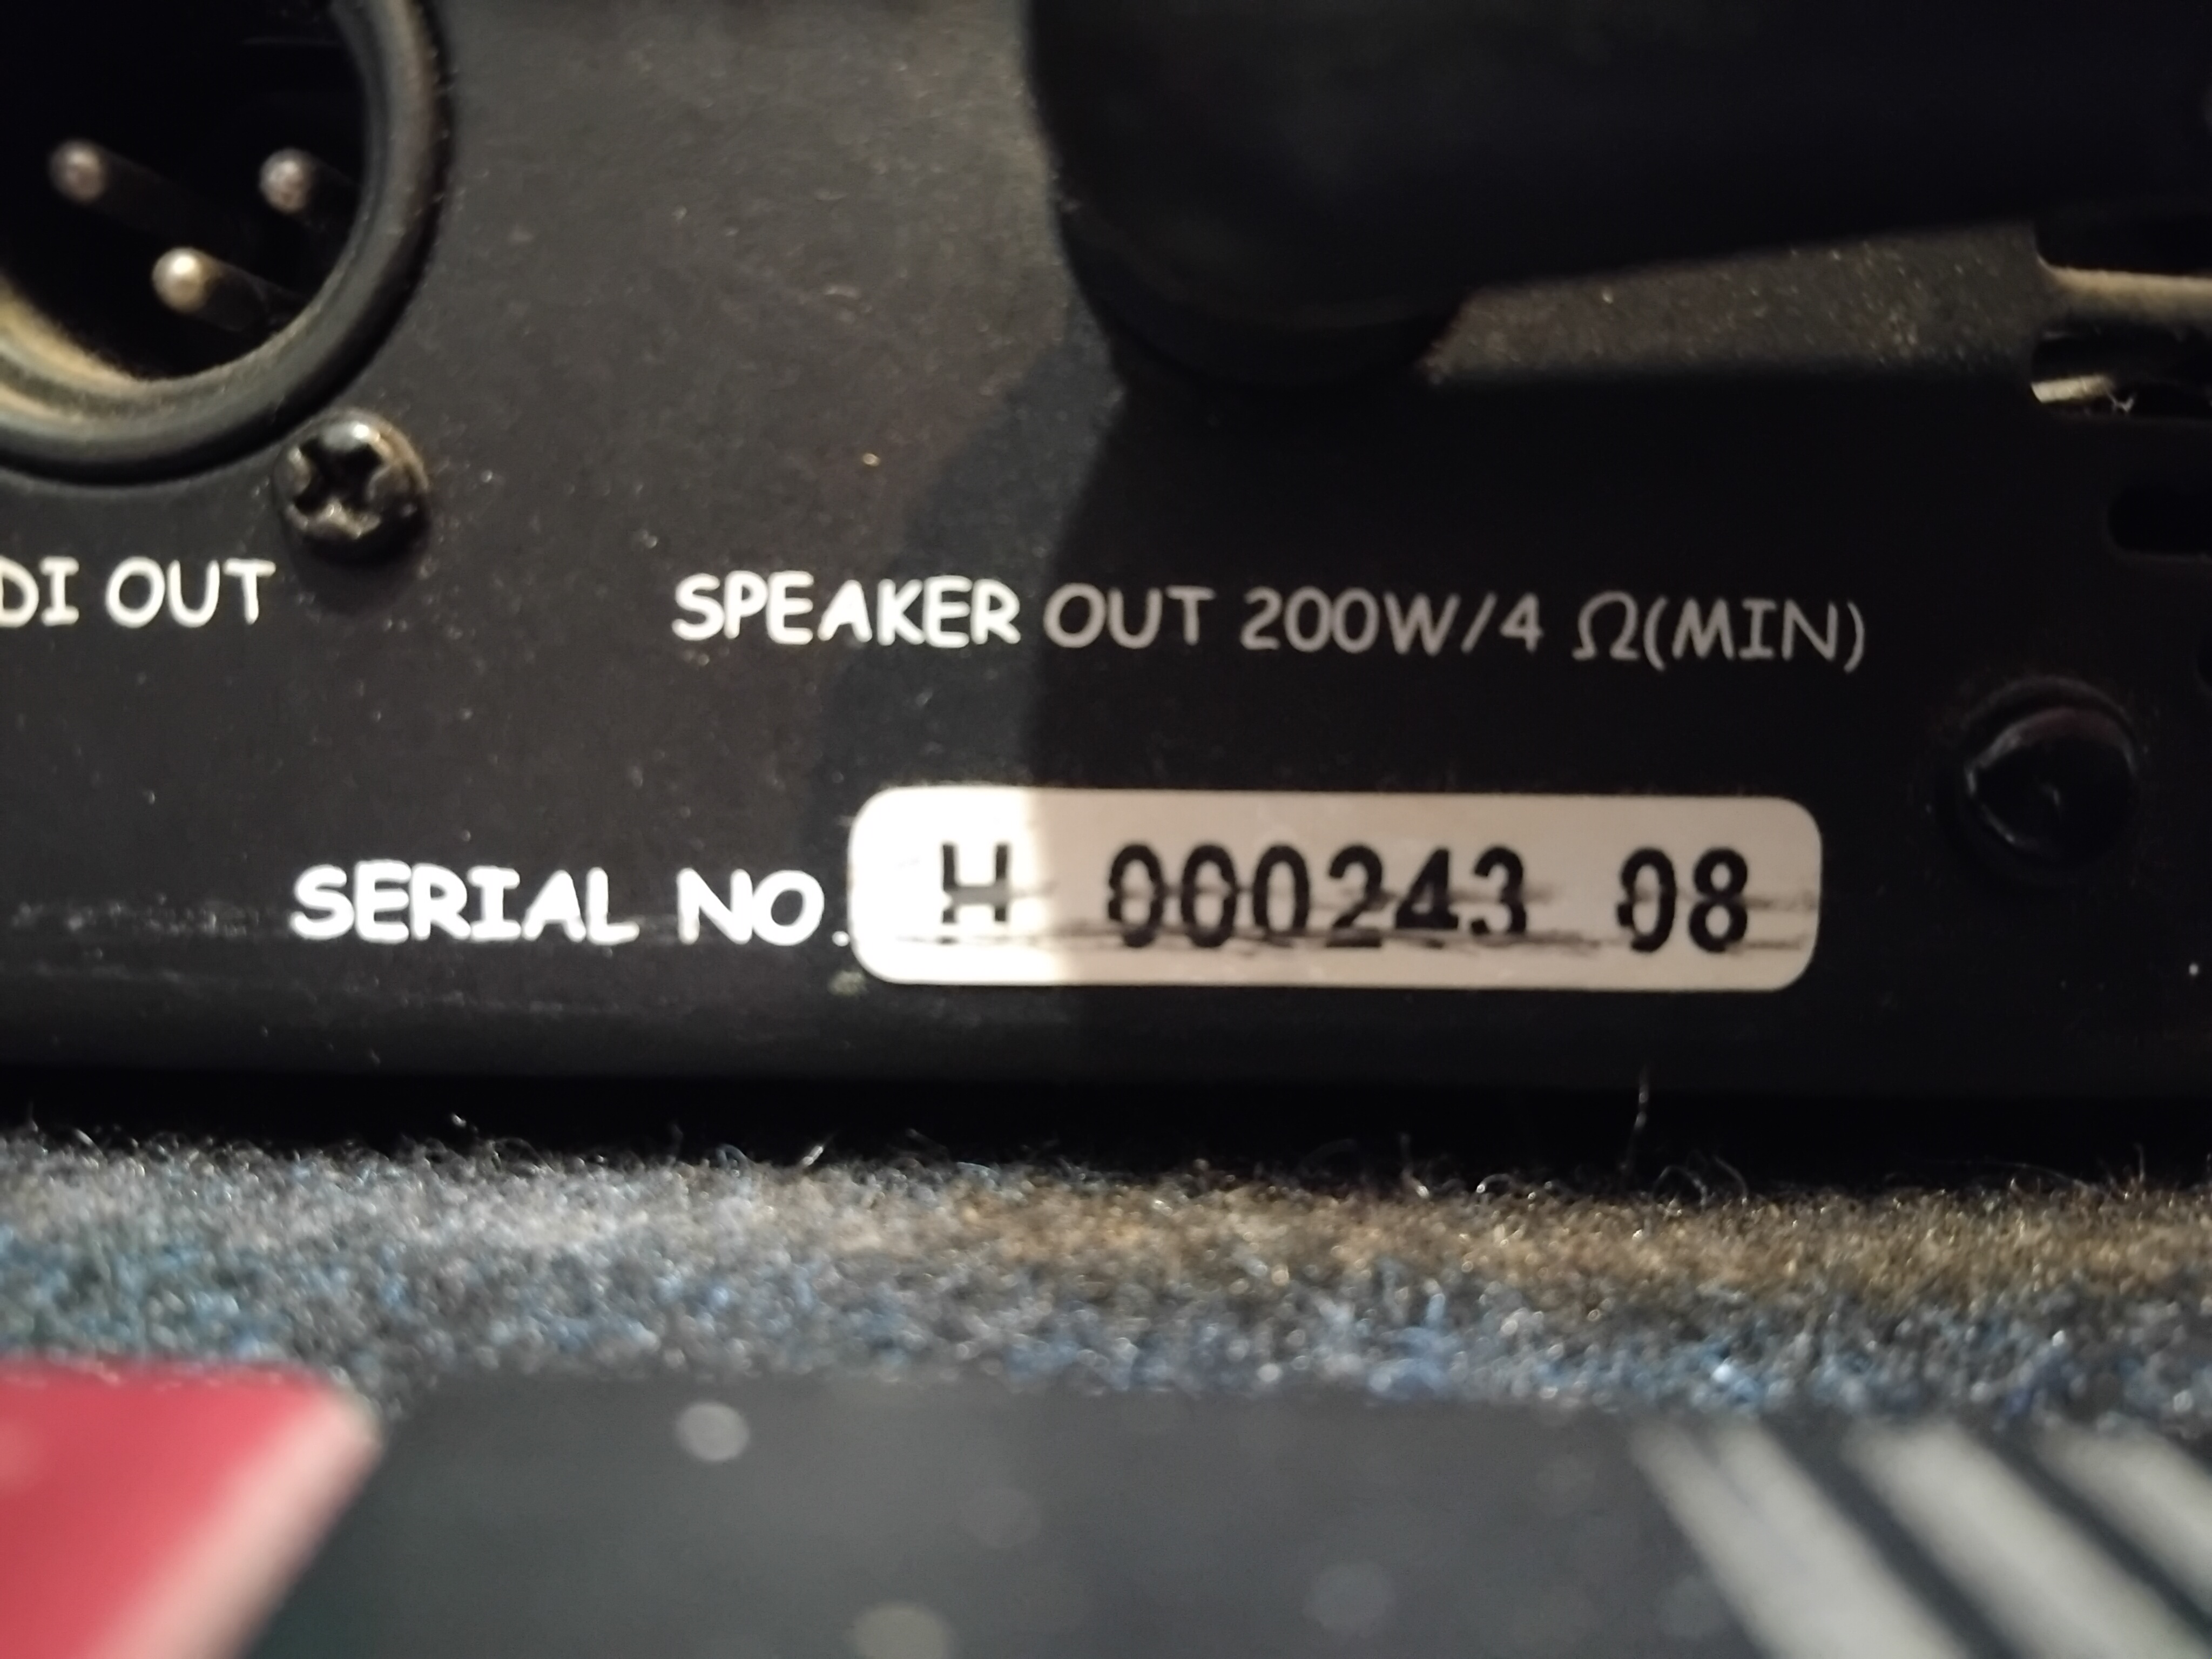 DI OUT
SPEAKER OUT 200W/4 Ω(MIN)
SERIAL NO. H 000243 08